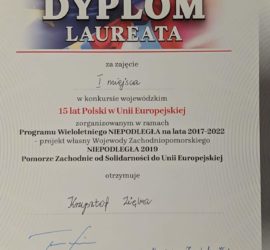 DYPLOM
LAUREATA
za zajęcie
I miejsca
w konkursie wojewódzkim
15 lat Polski w Unii Europejskiej
zorganizowanym w ramach
Programu Wieloletniego NIEPODLEGŁA na lata 2017-2022
- projekt własny Wojewody Zachodniopomorskiego
NIEPODLEGŁA 2019
Pomorze Zachodnie od Solidarności do Unii Europejskiej
otrzymuje
Krzysztof